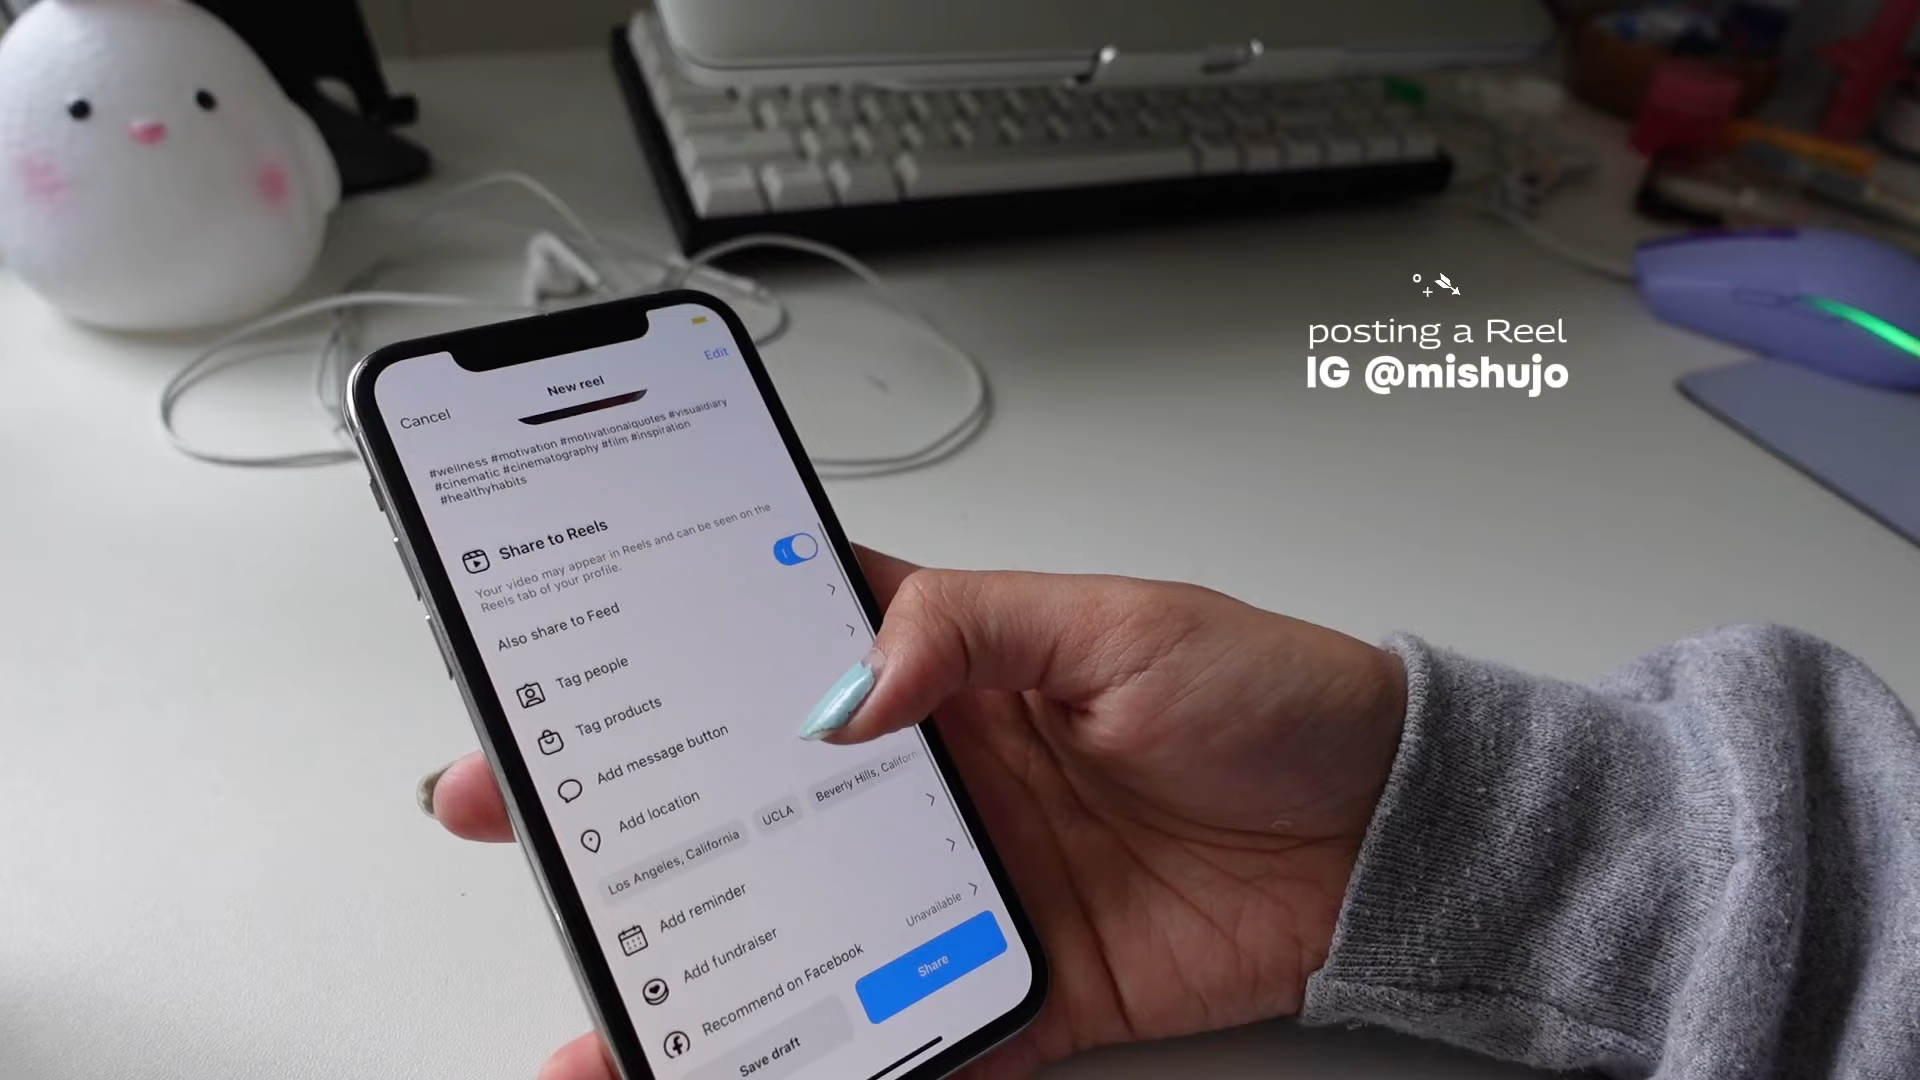 Edit
New reel
Cancel
#wellness #motivation #motivationalquotes #visualdiary
#cinematic #cinematography #film #inspiration
#healthyhabits
Share to Reels
Your video may appear in Reels and can be seen on the
Reels tab of your profile.
Also share to Feed
Tag people
Tag products
Add message button
Add location
Los Angeles, California UCLA Beverly Hills, Californ
Add reminder
Add fundraiser
Recommend on Facebook Unavailable
Save draft Share
posting a Reel
IG @mishujo